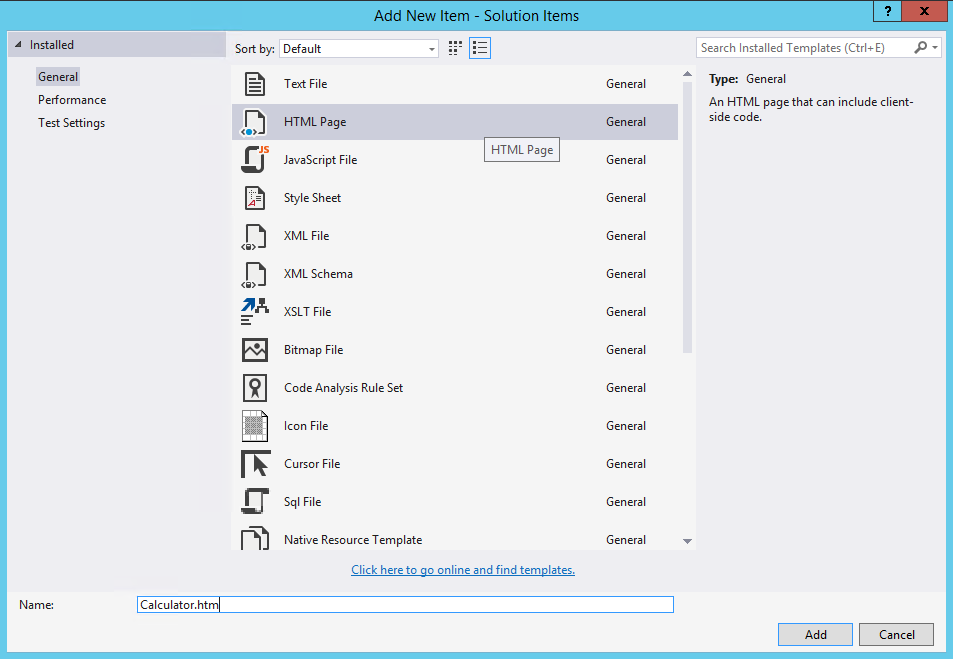 Add New Item - Solution Items
?
x
Installed
General
Performance
Test Settings
Sort by: Default
Search Installed Templates (Ctrl+E)
Text File General
HTML Page General
HTML Page
JS
JavaScript File General
Style Sheet General
XML File General
XML Schema General
XSLT File General
Bitmap File General
Code Analysis Rule Set General
Icon File General
Cursor File General
Sql File General
Native Resource Template General
Click here to go online and find templates.
Type: General
An HTML page that can include client-
side code.
Name: Calculator.htm
Add Cancel